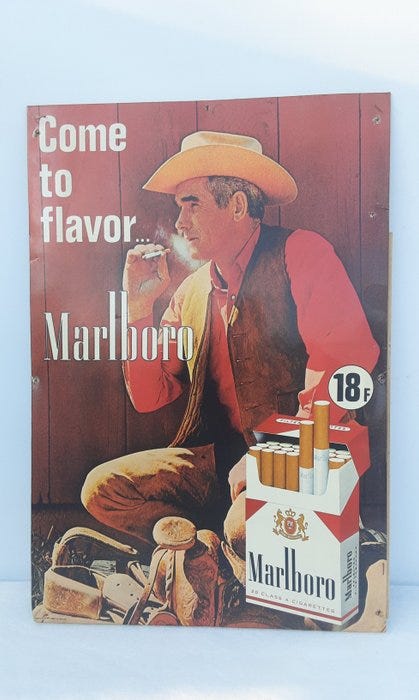 Come
to
flavor...
Marlboro
18F
Marlboro
20 CLASS A CIGARETTES
Marlboro